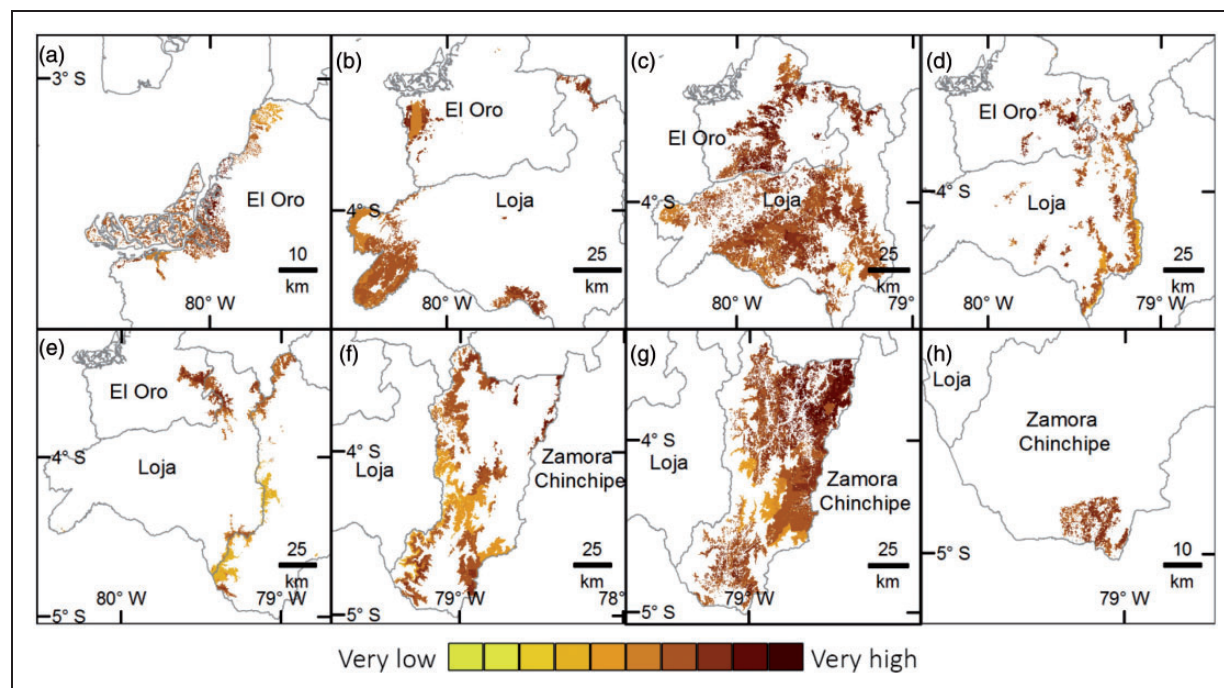 (a)
3° S
El Oro
10
km
80° W
(b)
El Oro
4° S
Loja
25
km
80° W
(c)
El Oro
4° S
Loja
25
km
80° W
79°
(d)
El Oro
4° S
Loja
25
km
80° W
79° W
(e)
El Oro
4° S
Loja
25
km
80° W
79° W
5° S
(f)
4° S
Loja
Zamora
Chinchipe
25
km
79° W
78°
5° S
(g)
4° S
Loja
Zamora
Chinchipe
25
km
79° W
5° S
(h)
Loja
Zamora
Chinchipe
5° S
10
km
79° W
Very low
Very high